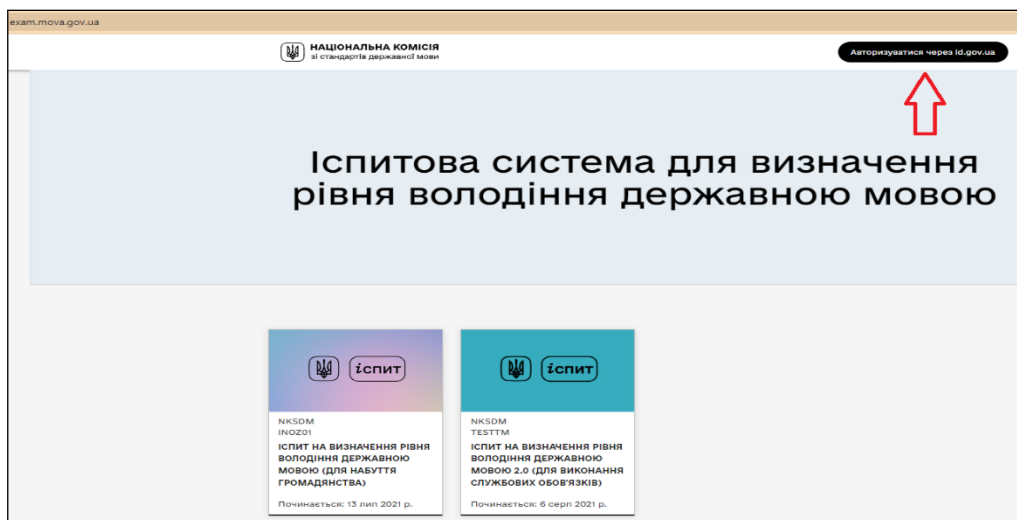 exam.mova.gov.ua
НАЦІОНАЛЬНА КОМІСІЯ
зі стандартів державної мови
Авторизуватися через id.gov.ua
Іспитова система для визначення
рівня володіння державною мовою
іспит
іспит
NKSDM
INOZ01
ІСПИТ НА ВИЗНАЧЕННЯ РІВНЯ
ВОЛОДІННЯ ДЕРЖАВНОЮ
МОВОЮ (ДЛЯ НАБУТТЯ
ГРОМАДЯНСТВА)
Починається: 13 лип 2021 р.
NKSDM
TESTTM
ІСПИТ НА ВИЗНАЧЕННЯ РІВНЯ
ВОЛОДІННЯ ДЕРЖАВНОЮ
МОВОЮ 2.0 (ДЛЯ ВИКОНАННЯ
СЛУЖБОВИХ ОБОВ'ЯЗКІВ)
Починається: 6 серп 2021 р.